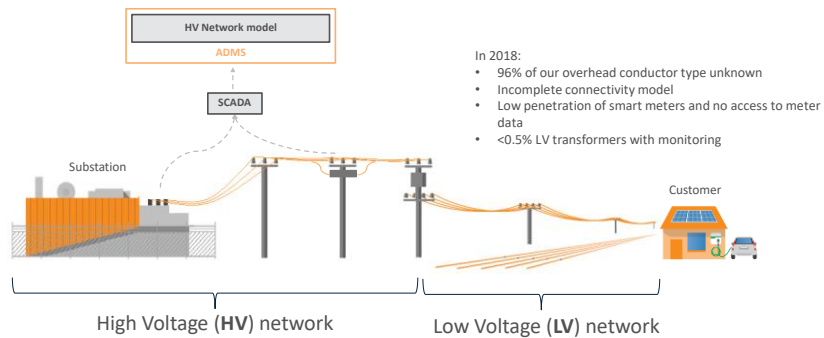 HV Network model
ADMS
SCADA
In 2018:
• 96% of our overhead conductor type unknown
• Incomplete connectivity model
• Low penetration of smart meters and no access to meter
data
• <0.5% LV transformers with monitoring
Substation
Customer
High Voltage (HV) network
Low Voltage (LV) network